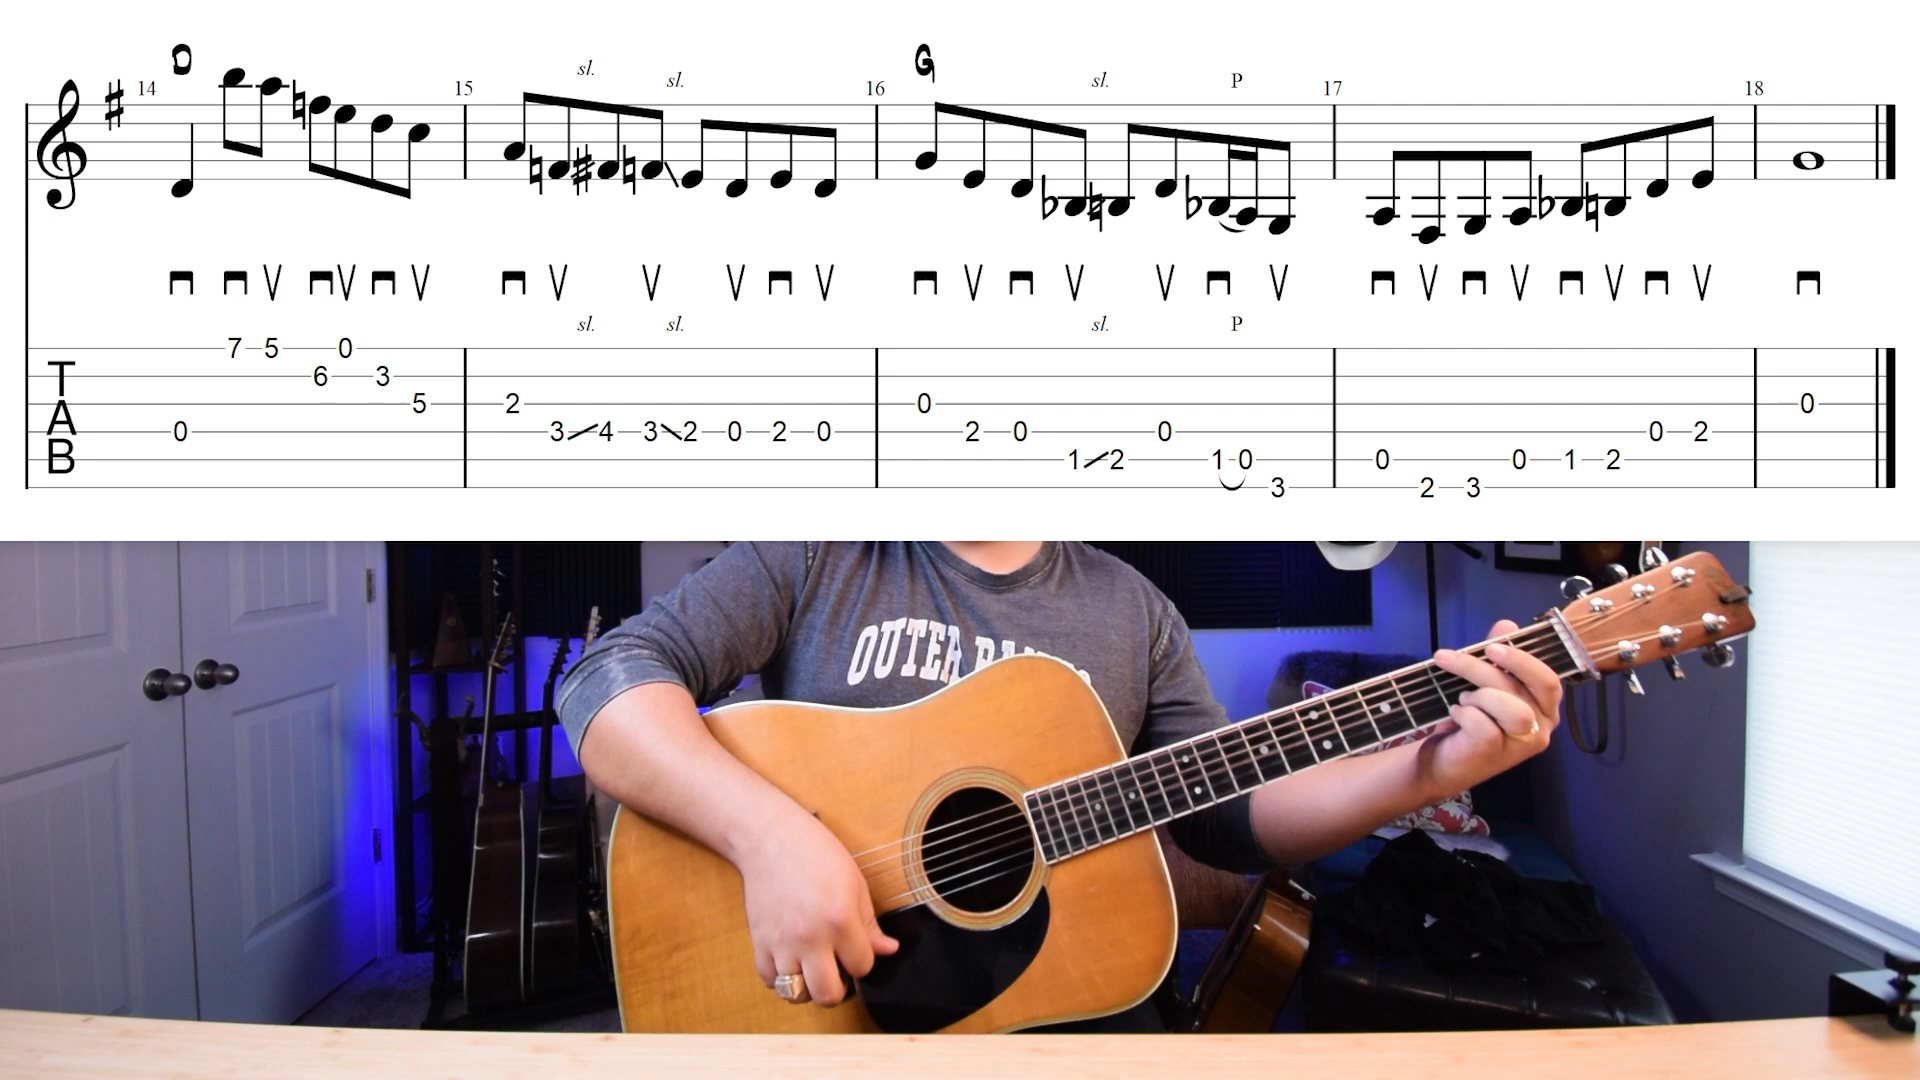 D G
14 15 sl. sl. 16 sl. P 17 18
sl. sl. sl. P
7 5 0
6 3
5 2 0 0
0 3 4 3 2 0 2 0 2 0 0 0 2
1 2 1 0 0 0 1 2
3 2 3
T
A
B
OUTER